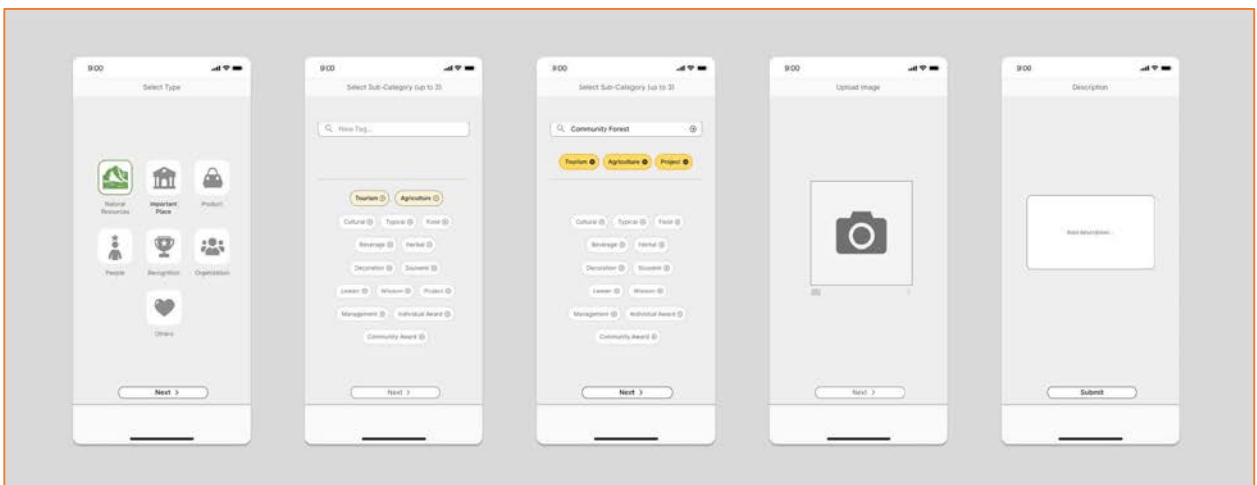 9:00
Select Type
Natural Resources
Important Place
Product
People
Recognition
Organization
Others
Next >
9:00
Select Sub-Category (up to 3)
New Tag...
Tourism Agriculture
Cultural Typical Food
Beverage Herbal
Decoration Souvenir
Leader Wisdom Project
Management Individual Award
Community Award
Next >
9:00
Select Sub-Category (up to 3)
Community Forest
Tourism Agriculture Project
Cultural Typical Food
Beverage Herbal
Decoration Souvenir
Leader Wisdom
Management Individual Award
Community Award
Next >
9:00
Upload Image
Next >
9:00
Description
Add description...
Submit